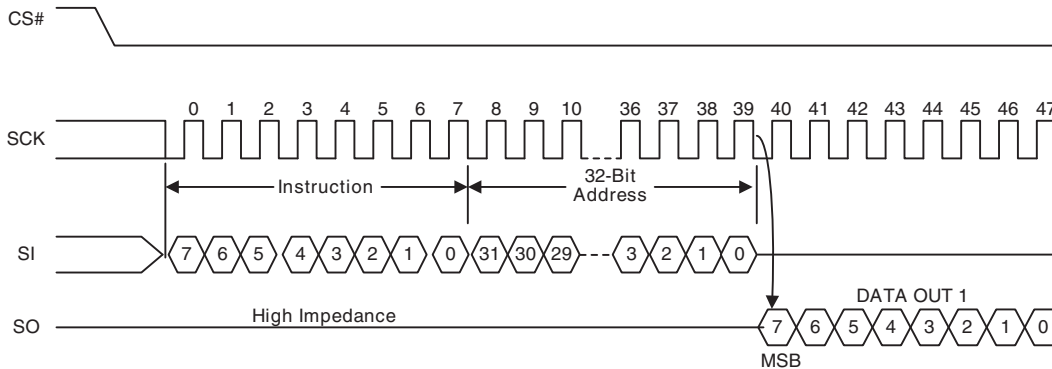 CS#
0 1 2 3 4 5 6 7 8 9 10 36 37 38 39 40 41 42 43 44 45 46 47
SCK
Instruction
32-Bit
Address
SI 7 6 5 4 3 2 1 0 31 30 29 3 2 1 0
DATA OUT 1
High Impedance
SO 7 6 5 4 3 2 1 0
MSB